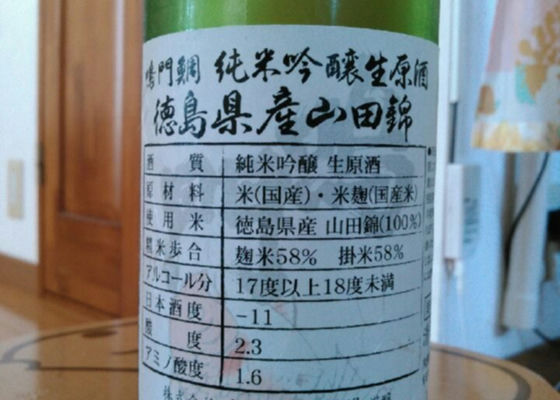 鳴門鯛 純米吟醸生原酒
徳島県産山田錦
酒質 純米吟醸 生原酒
原材料 米(国産)・米麹(国産米)
使用米 徳島県産 山田錦(100%)
精米歩合 麹米58% 掛米58%
アルコール分 17度以上18度未満
日本酒度 -11
酸度 2.3
アミノ酸度 1.6